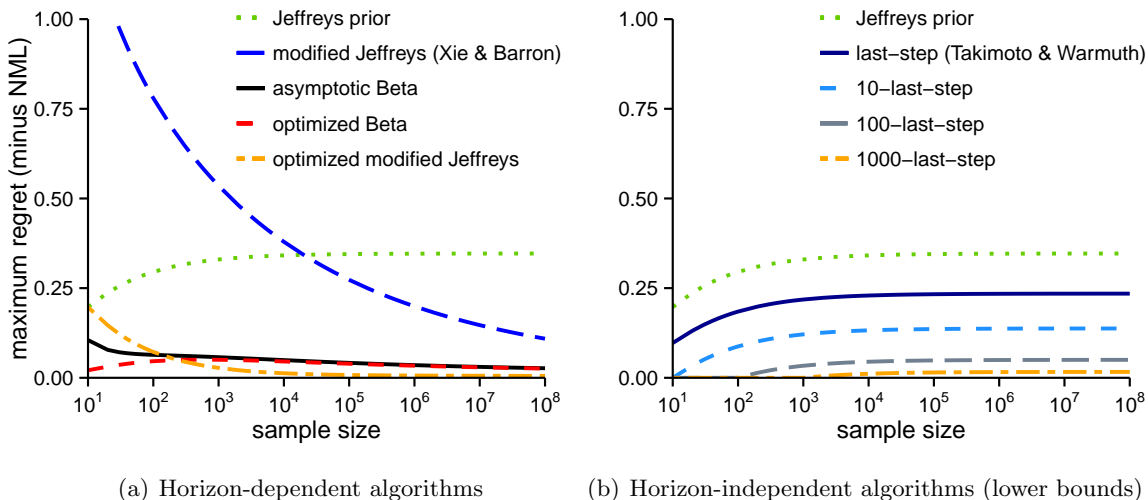 maximum regret (minus NML)
1.00
0.75
0.50
0.25
0.00
Jeffreys prior
modified Jeffreys (Xie & Barron)
asymptotic Beta
optimized Beta
optimized modified Jeffreys
10^1 10^2 10^3 10^4 10^5 10^6 10^7 10^8
sample size
(a) Horizon-dependent algorithms
1.00
0.75
0.50
0.25
0.00
Jeffreys prior
last−step (Takimoto & Warmuth)
10−last−step
100−last−step
1000−last−step
10^1 10^2 10^3 10^4 10^5 10^6 10^7 10^8
sample size
(b) Horizon-independent algorithms (lower bounds)